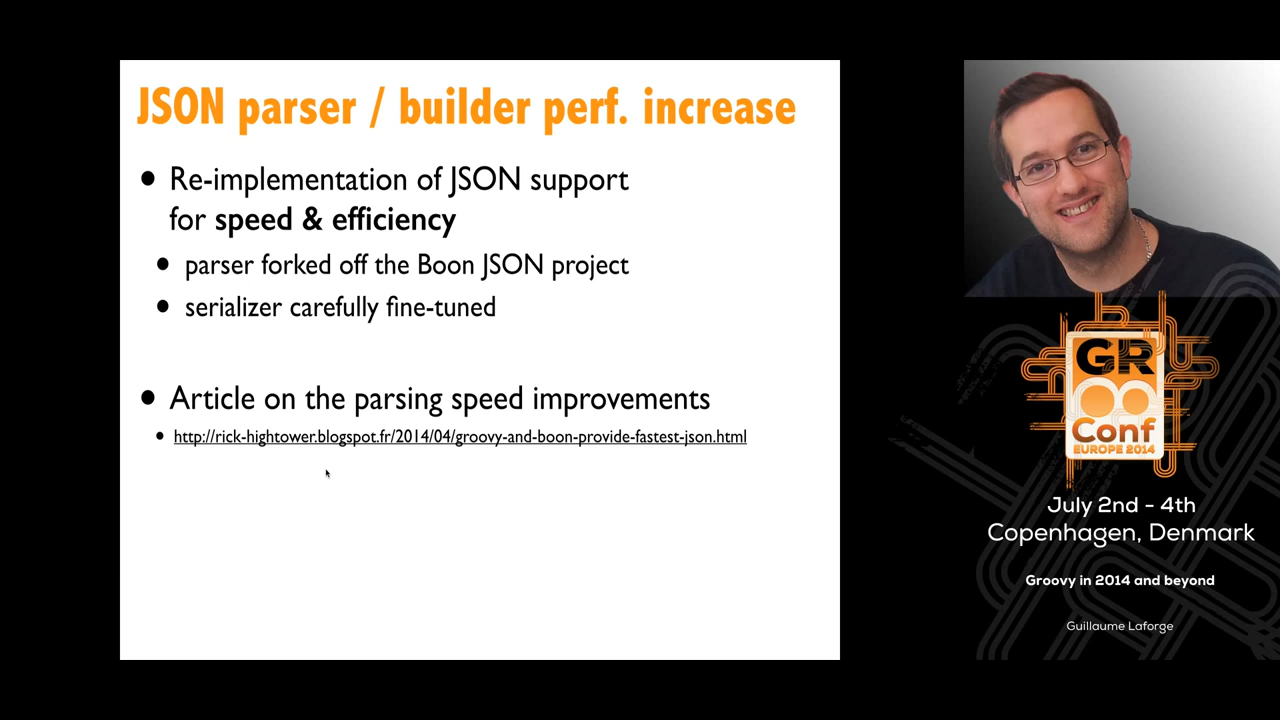 JSON parser / builder perf. increase
• Re-implementation of JSON support
for speed & efficiency
• parser forked off the Boon JSON project
• serializer carefully fine-tuned
• Article on the parsing speed improvements
• http://rick-hightower.blogspot.fr/2014/04/groovy-and-boon-provide-fastest-json.html
GR
Conf
EUROPE 2014
July 2nd - 4th
Copenhagen, Denmark
Groovy in 2014 and beyond
Guillaume Laforge